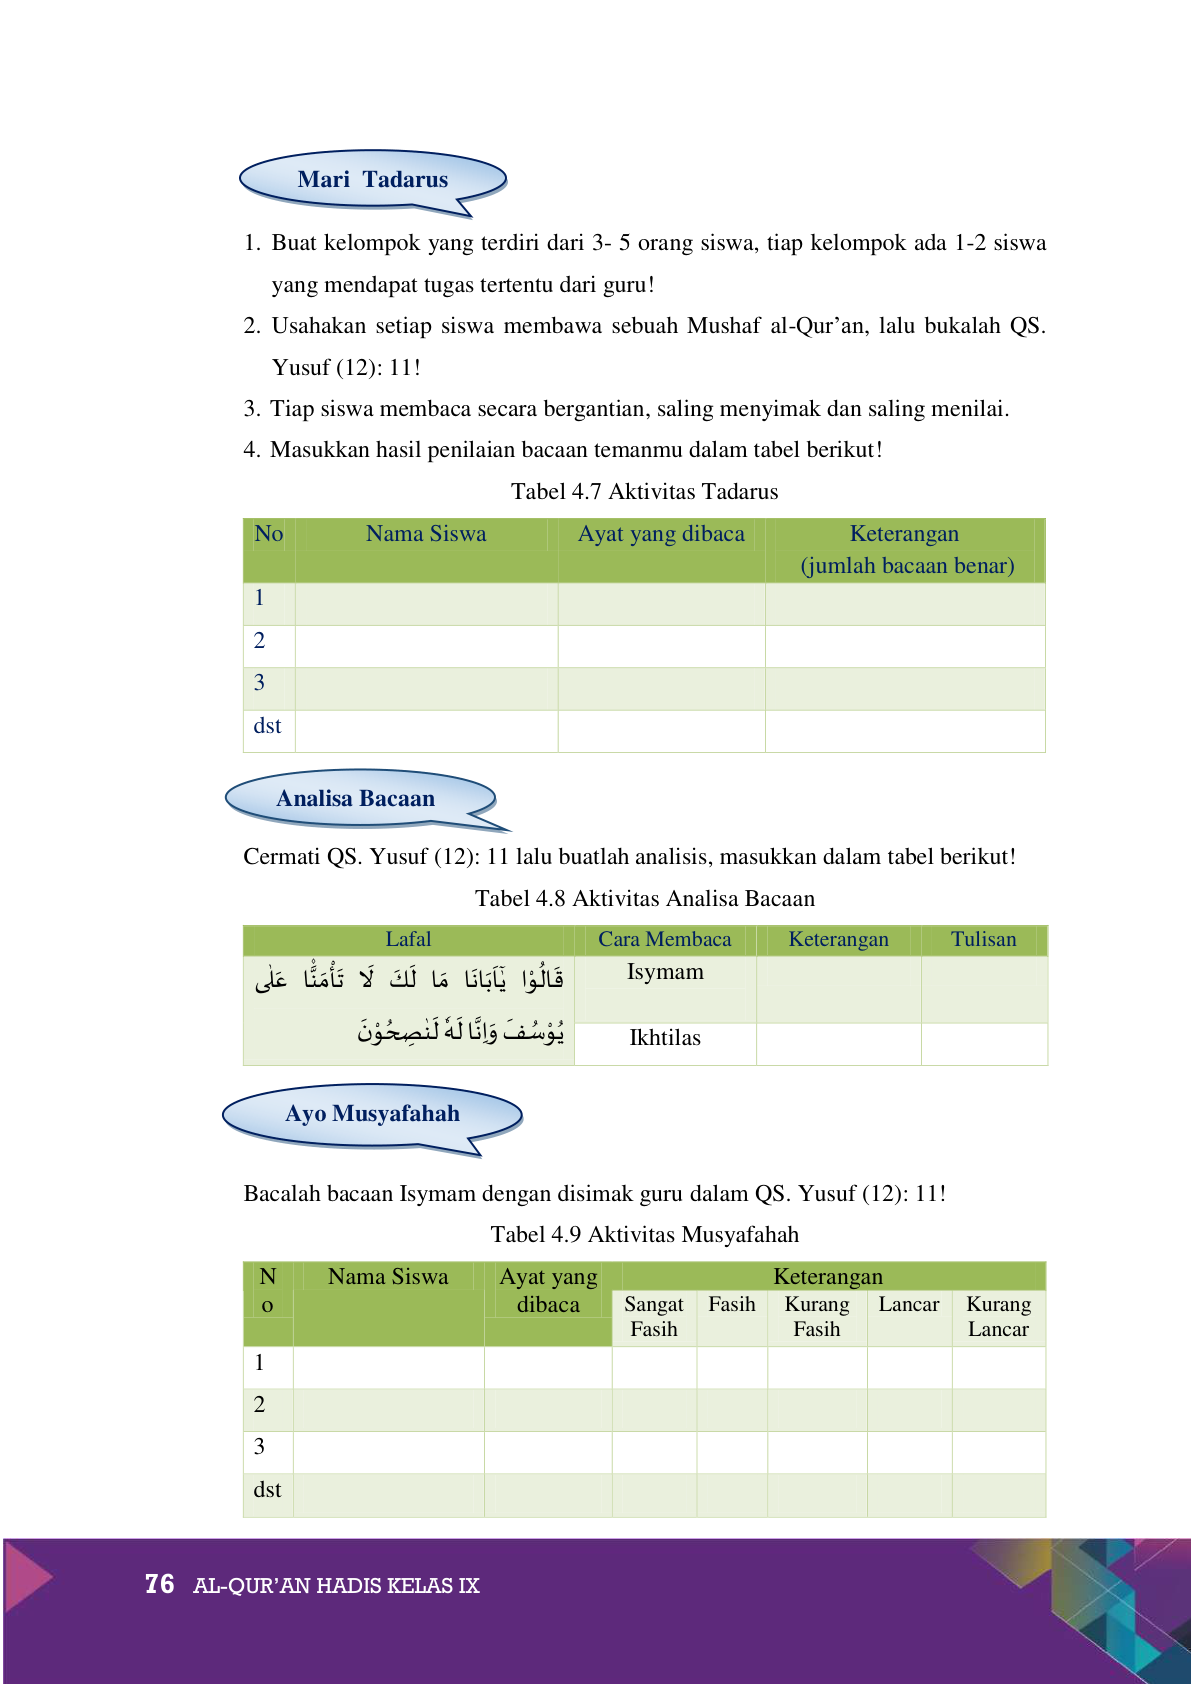 Mari  Tadarus
1. Buat kelompok yang terdiri dari 3- 5 orang siswa, tiap kelompok ada 1-2 siswa
yang mendapat tugas tertentu dari guru!
2. Usahakan setiap siswa membawa sebuah Mushaf al-Qur’an, lalu bukalah QS.
Yusuf (12): 11!
3. Tiap siswa membaca secara bergantian, saling menyimak dan saling menilai.
4. Masukkan hasil penilaian bacaan temanmu dalam tabel berikut!
Tabel 4.7 Aktivitas Tadarus
No Nama Siswa Ayat yang dibaca Keterangan
(jumlah bacaan benar)
1
2
3
dst
Analisa Bacaan
Cermati QS. Yusuf (12): 11 lalu buatlah analisis, masukkan dalam tabel berikut!
Tabel 4.8 Aktivitas Analisa Bacaan
Lafal Cara Membaca Keterangan Tulisan
قَالُوْا يٰٓاَبَانَا مَا لَكَ لَا تَأْمَ۫نَّا عَلٰى Isymam
يُوْسُفَ وَاِنَّا لَهٗ لَنٰصِحُوْنَ Ikhtilas
Ayo Musyafahah
Bacalah bacaan Isymam dengan disimak guru dalam QS. Yusuf (12): 11!
Tabel 4.9 Aktivitas Musyafahah
N Nama Siswa Ayat yang Keterangan
o dibaca Sangat Fasih Kurang Lancar Kurang
Fasih Fasih Lancar
1
2
3
dst
76 AL-QUR’AN HADIS KELAS IX